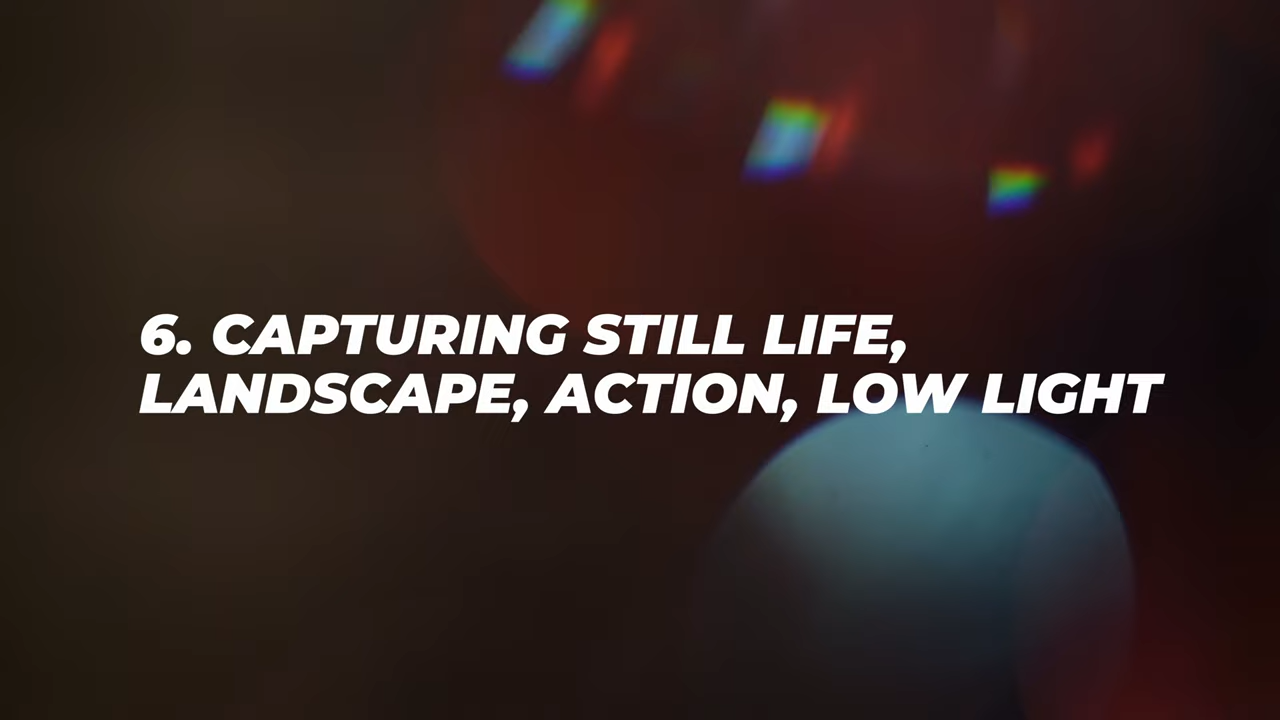 6. CAPTURING STILL LIFE,
LANDSCAPE, ACTION, LOW LIGHT